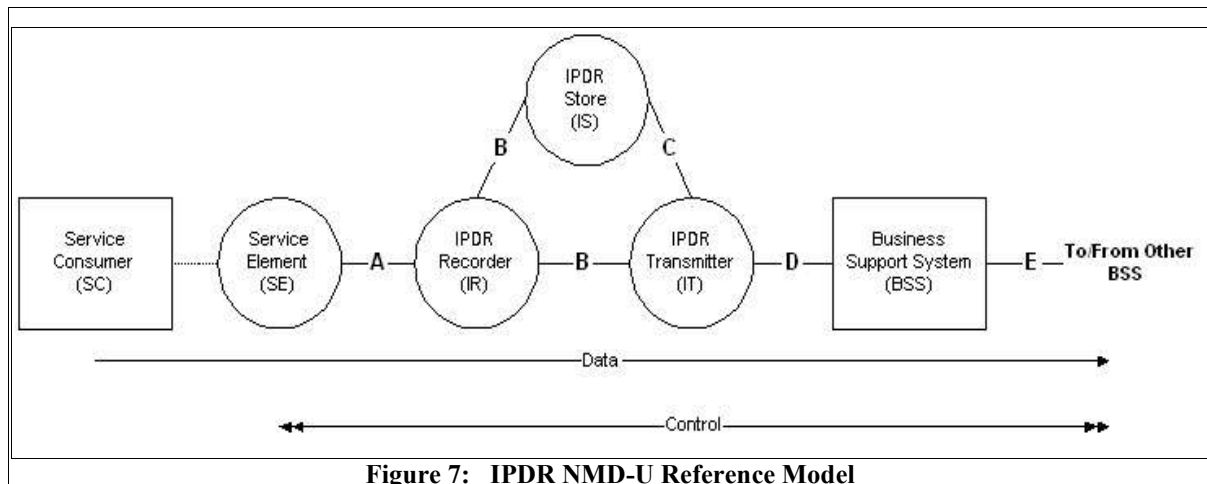 IPDR
Store
(IS)
B
C
Service
Consumer
(SC)
Service
Element
(SE)
A
IPDR
Recorder
(IR)
B
IPDR
Transmitter
(IT)
D
Business
Support System
(BSS)
E
To/From Other
BSS
Data
Control
Figure 7: IPDR NMD-U Reference Model